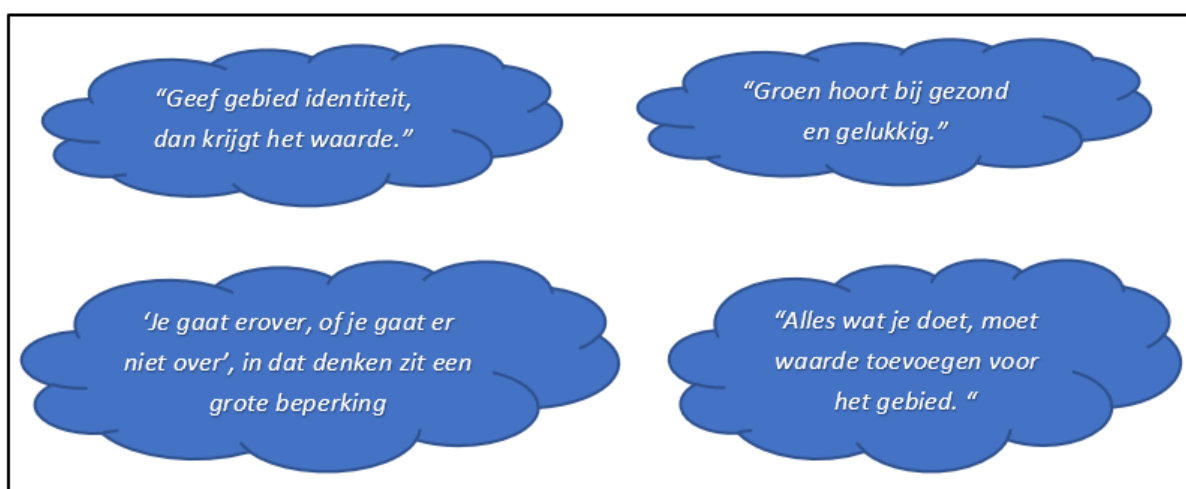 “Geef gebied identiteit,
dan krijgt het waarde.”
“Groen hoort bij gezond
en gelukkig.”
‘Je gaat erover, of je gaat er
niet over’, in dat denken zit een
grote beperking
“Alles wat je doet, moet
waarde toevoegen voor
het gebied. “